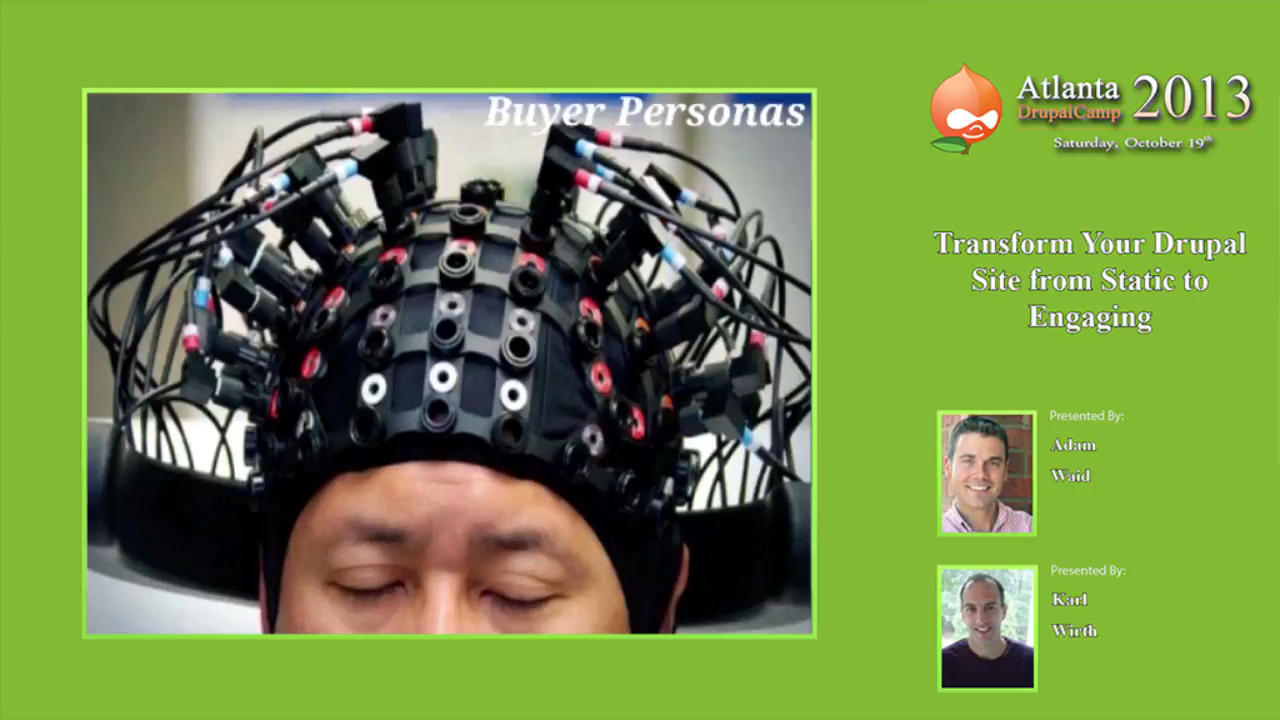 Buyer Personas
Atlanta 2013
DrupalCamp
Saturday, October 19th
Transform Your Drupal
Site from Static to
Engaging
Presented By:
Adam
Waid
Presented By:
Karl
Wirth